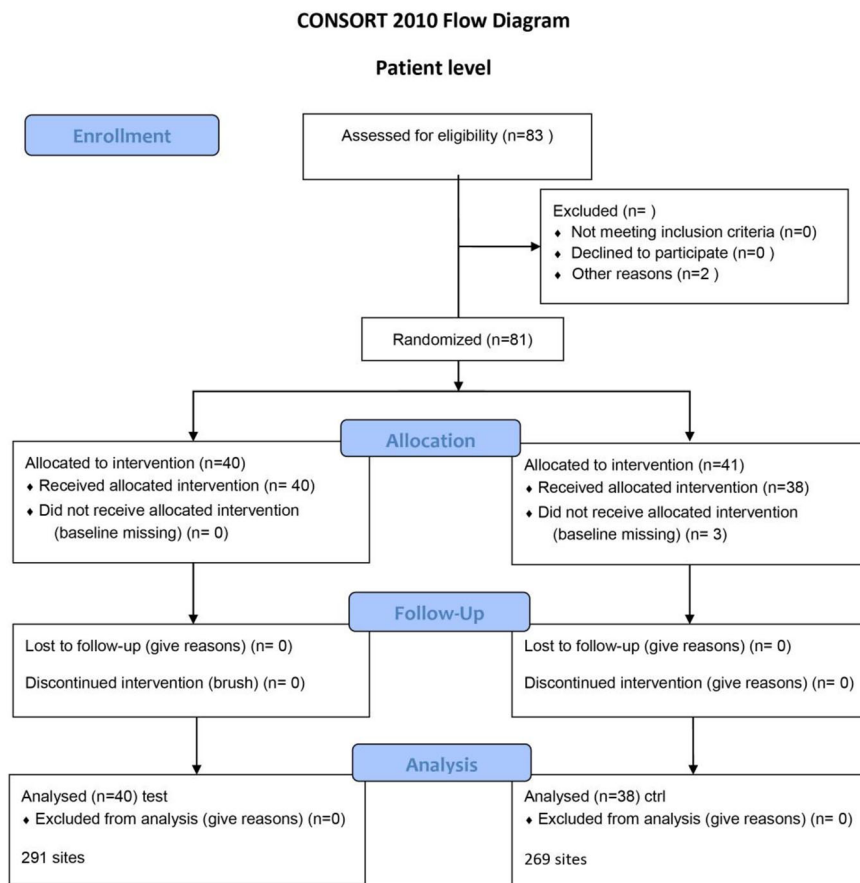 CONSORT 2010 Flow Diagram
Patient level
Enrollment
Assessed for eligibility (n=83 )
Excluded (n= )
♦ Not meeting inclusion criteria (n=0)
♦ Declined to participate (n=0 )
♦ Other reasons (n=2 )
Randomized (n=81)
Allocation
Allocated to intervention (n=40)
♦ Received allocated intervention (n= 40)
♦ Did not receive allocated intervention
(baseline missing) (n= 0)
Allocated to intervention (n=41)
♦ Received allocated intervention (n=38)
♦ Did not receive allocated intervention
(baseline missing) (n= 3)
Follow-Up
Lost to follow-up (give reasons) (n= 0)
Discontinued intervention (brush) (n= 0)
Lost to follow-up (give reasons) (n= 0)
Discontinued intervention (give reasons) (n= 0)
Analysis
Analysed (n=40) test
♦ Excluded from analysis (give reasons) (n=0)
291 sites
Analysed (n=38) ctrl
♦ Excluded from analysis (give reasons) (n= 0)
269 sites